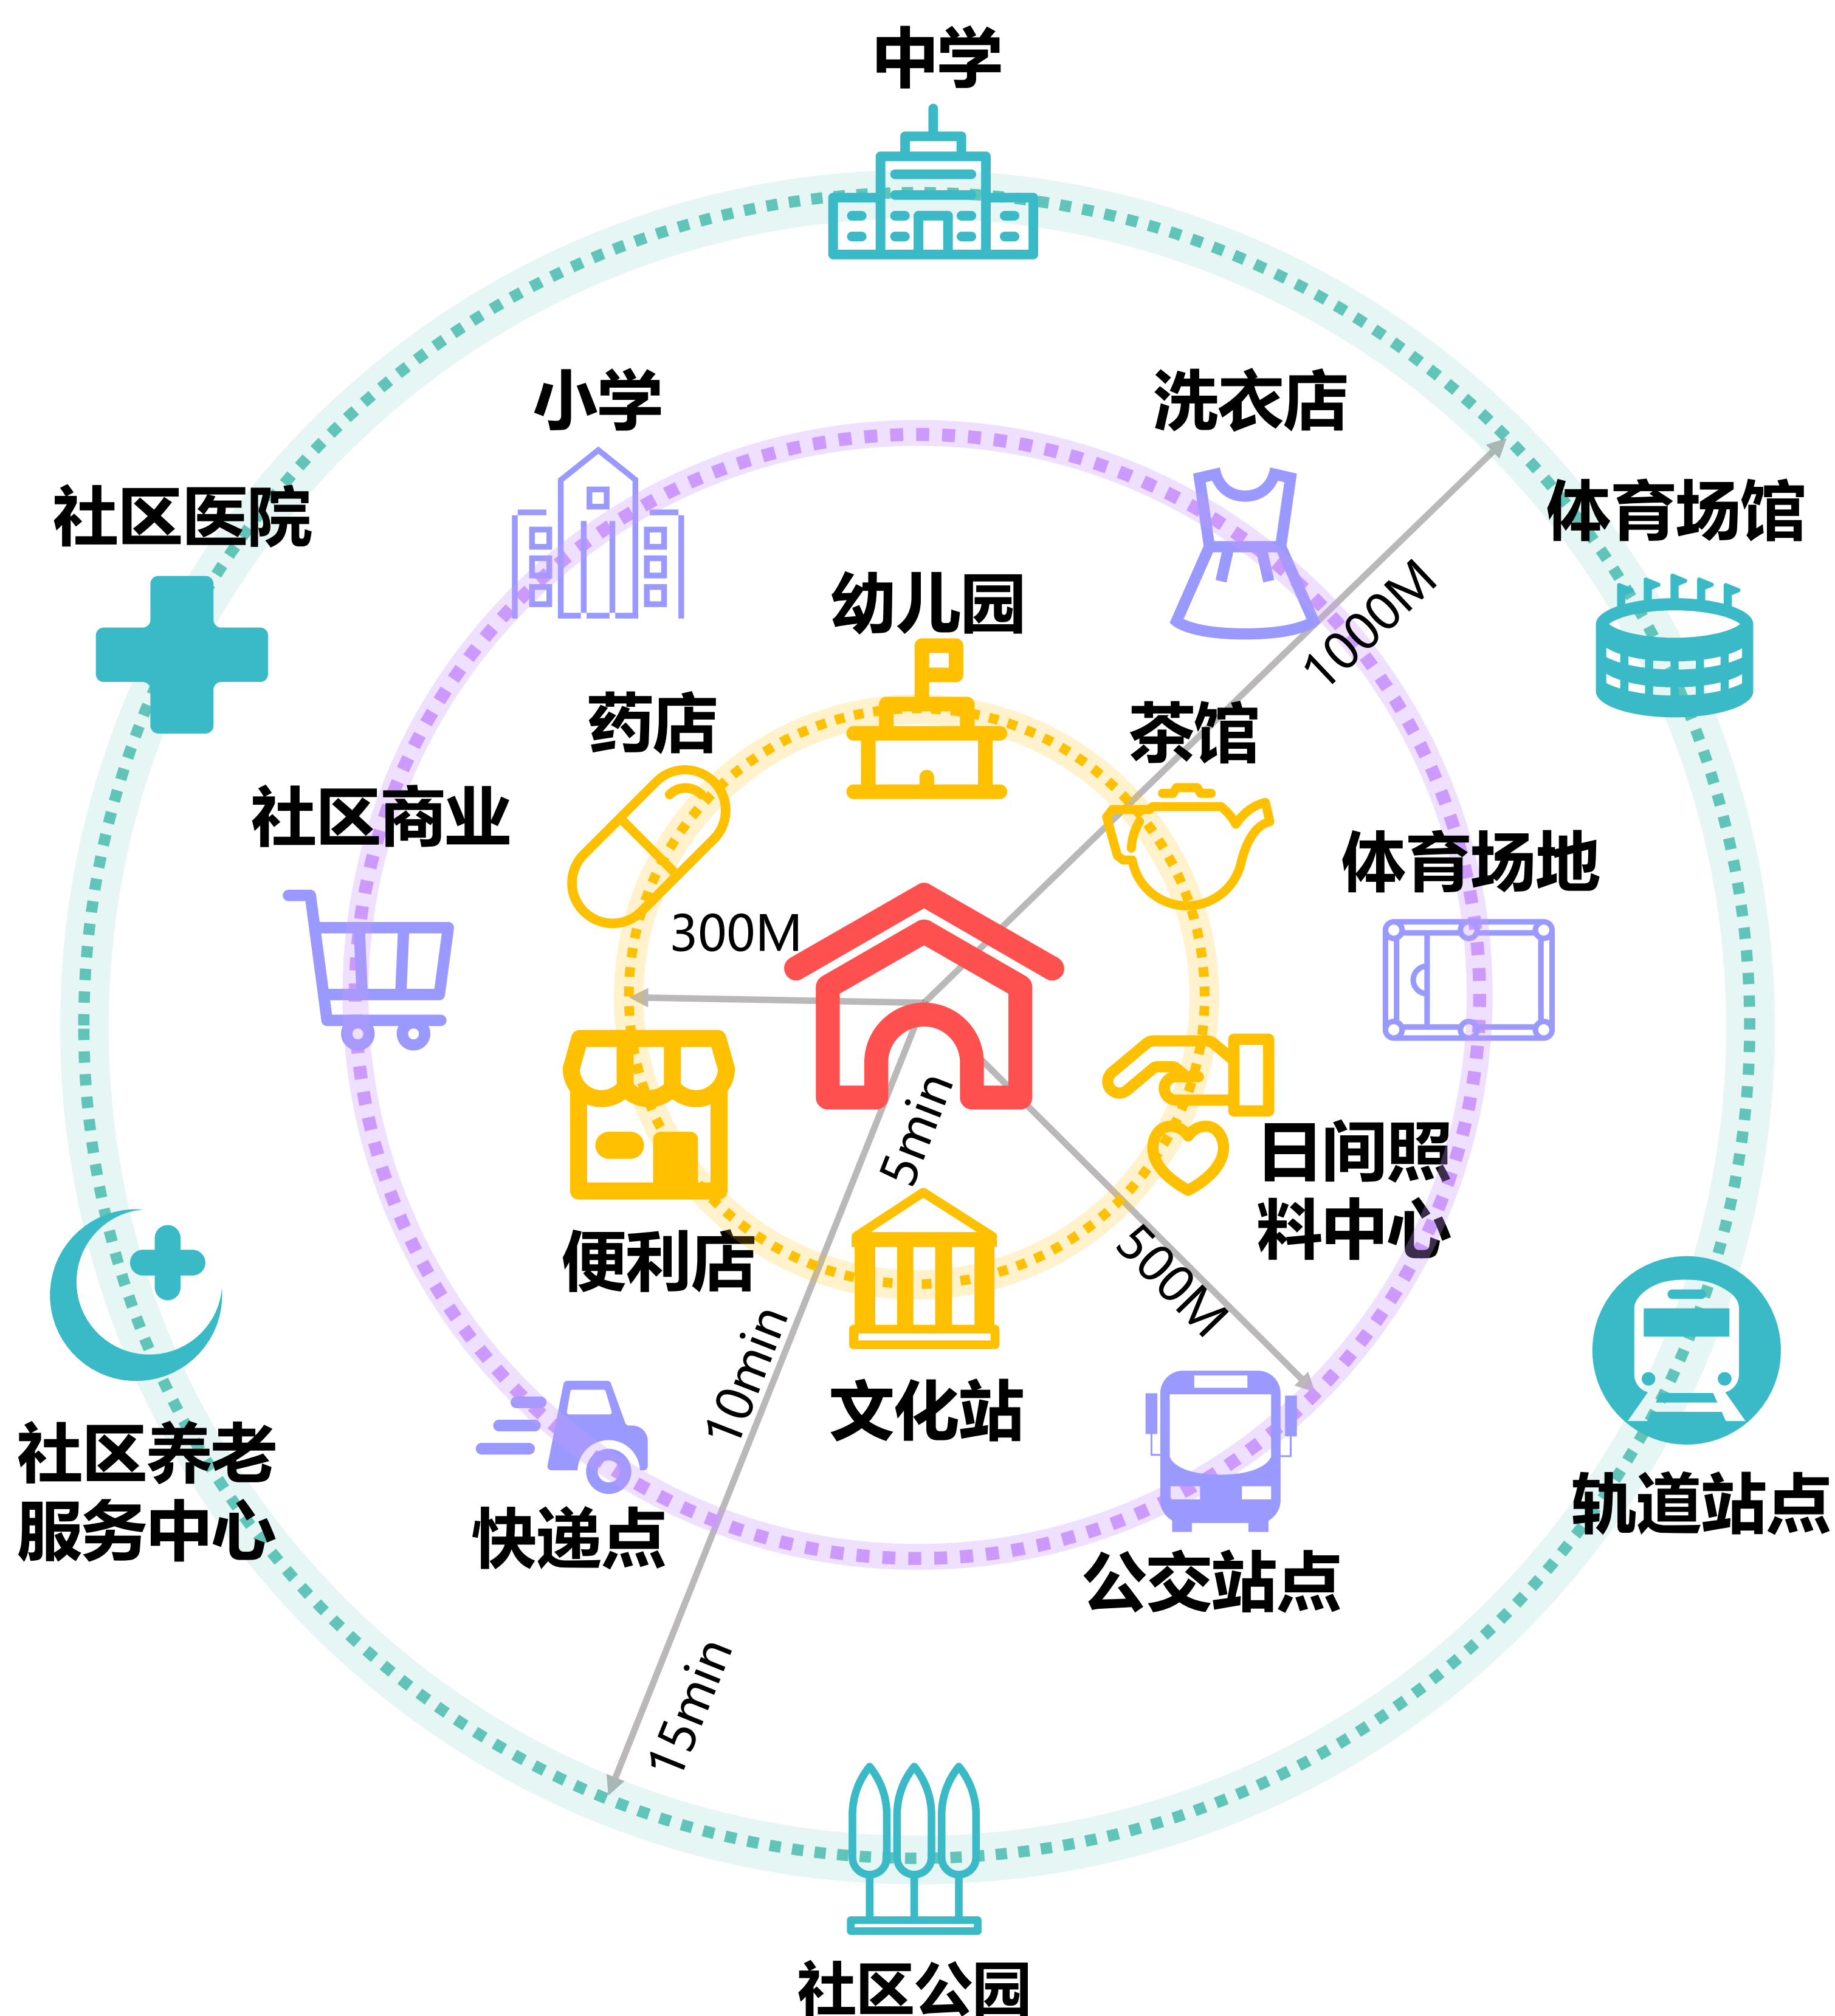 中学
小学
洗衣店
社区医院
体育场馆
幼儿园
1000M
药店
茶馆
社区商业
体育场地
300M
5min
日间照
料中心
便利店
500M
10min
文化站
社区养老
服务中心
轨道站点
快递点
公交站点
15min
社区公园